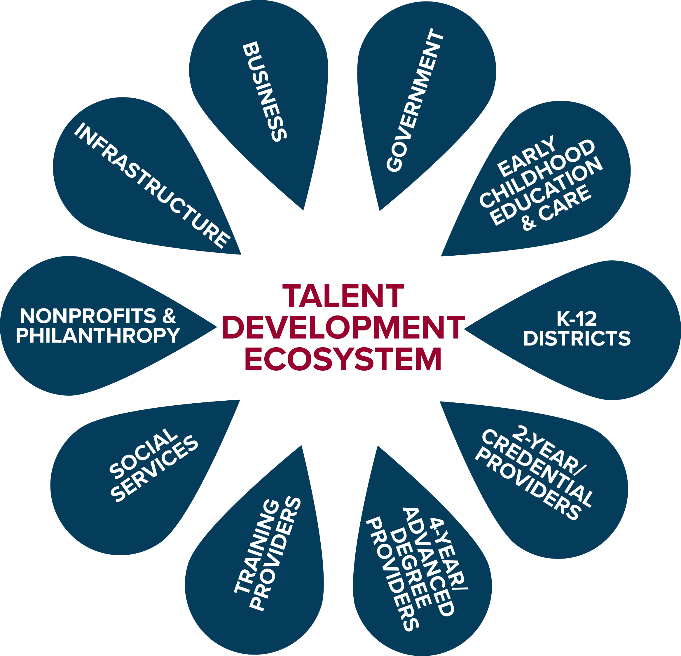 TALENT
DEVELOPMENT
ECOSYSTEM
BUSINESS
GOVERNMENT
EARLY
CHILDHOOD
EDUCATION
& CARE
K-12
DISTRICTS
2-YEAR/
CREDENTIAL
PROVIDERS
4-YEAR/
ADVANCED
DEGREE
PROVIDERS
TRAINING
PROVIDERS
SOCIAL
SERVICES
NONPROFITS &
PHILANTHROPY
INFRASTRUCTURE